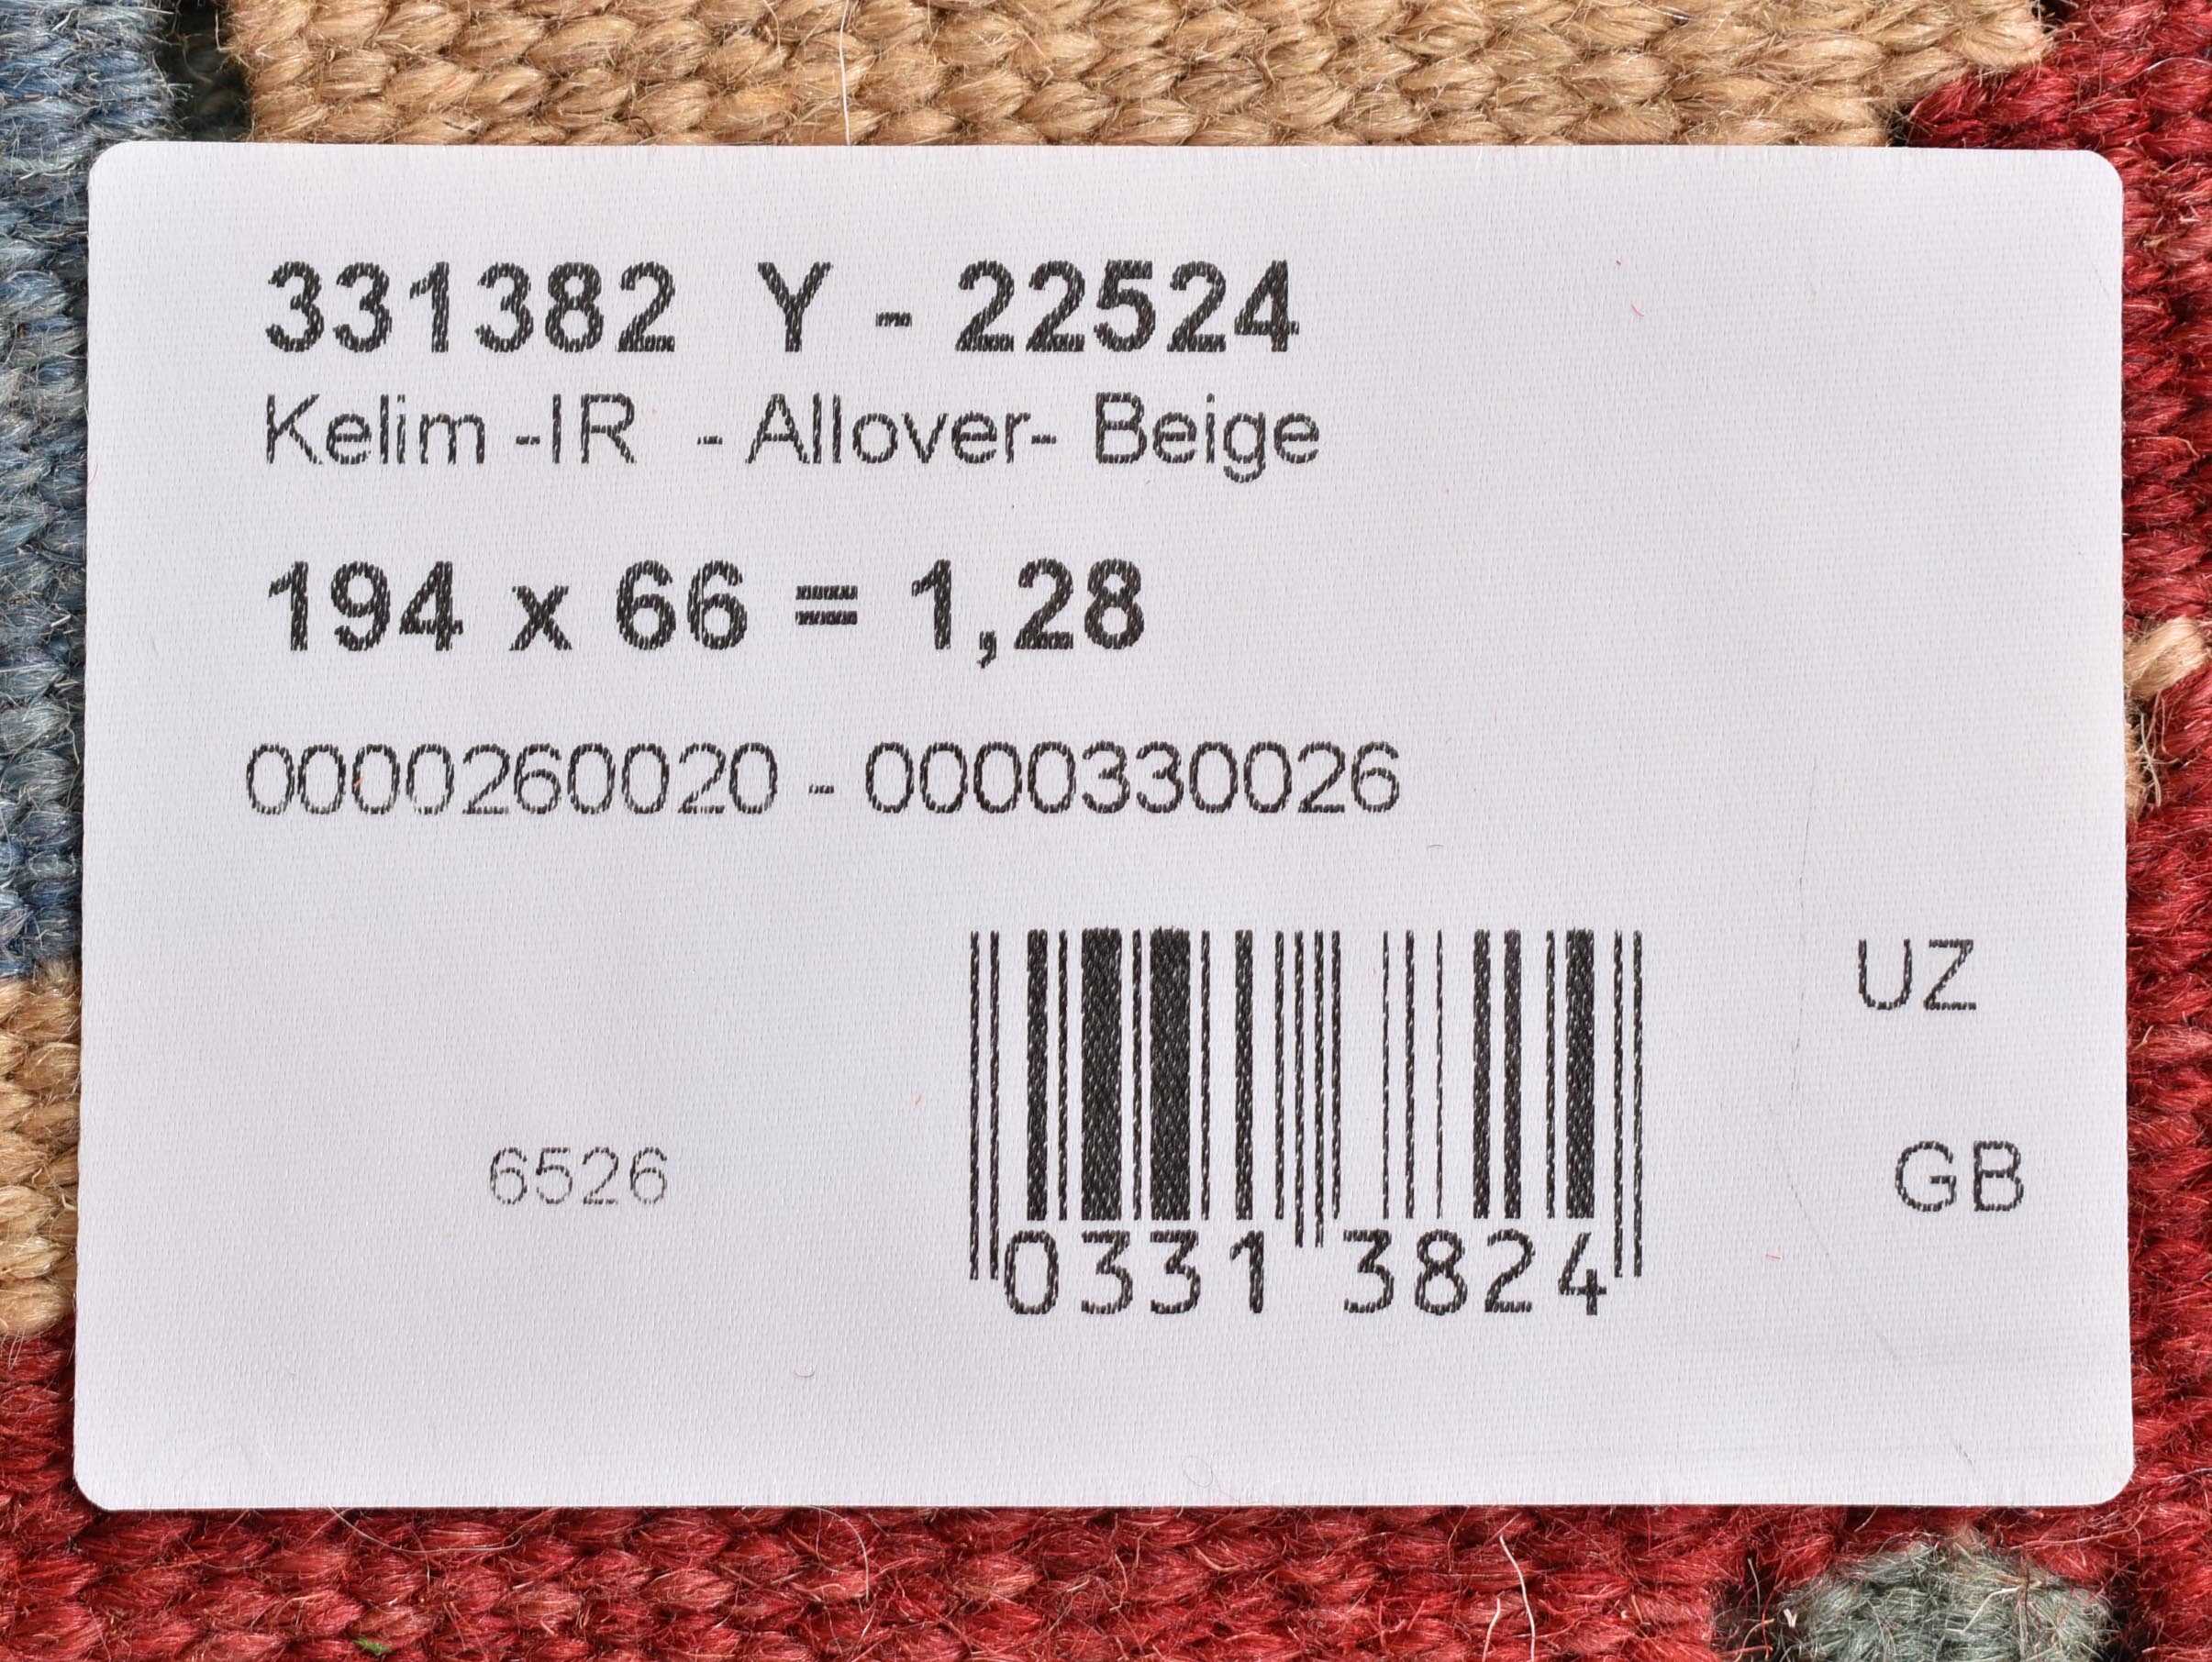 331382 Y - 22524
Kelim -IR - Allover- Beige
194 x 66 = 1,28
0000260020 - 0000330026
UZ
6526
GB
0331 3824